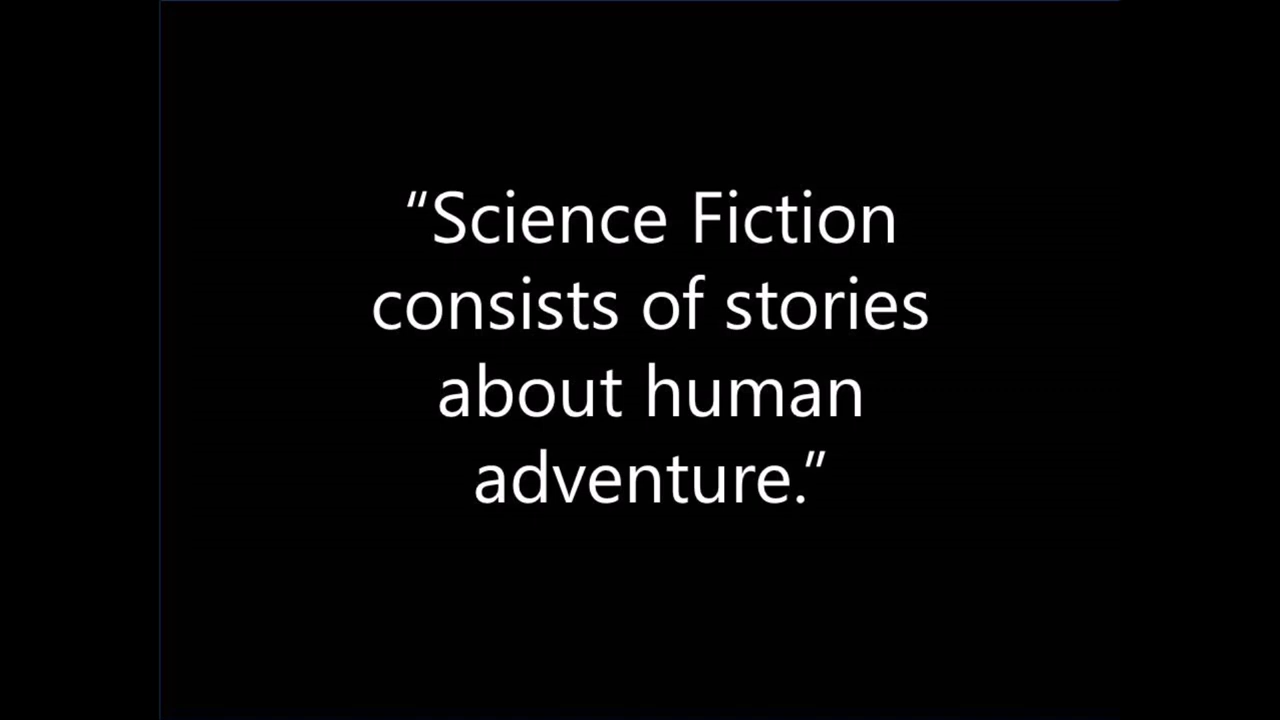 “Science Fiction
consists of stories
about human
adventure.”